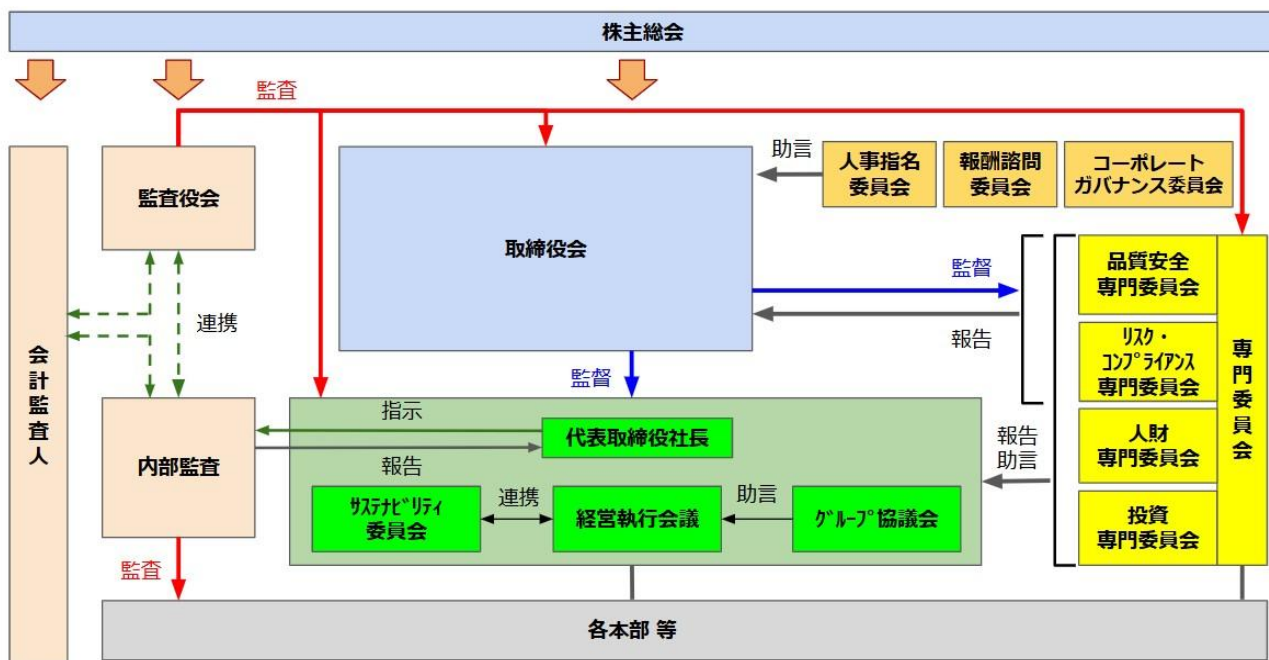 株主総会
監査
監査役会
取締役会
助言
人事指名
委員会
報酬諮問
委員会
コーポレート
ガバナンス委員会
監督
報告
品質安全
専門委員会
リスク・
コンプライアンス
専門委員会
人財
専門委員会
投資
専門委員会
専門委員会
連携
会計監査人
内部監査
監督
指示
報告
代表取締役社長
サステナビリティ
委員会
連携
経営執行会議
助言
グループ協議会
報告
助言
監査
各本部 等